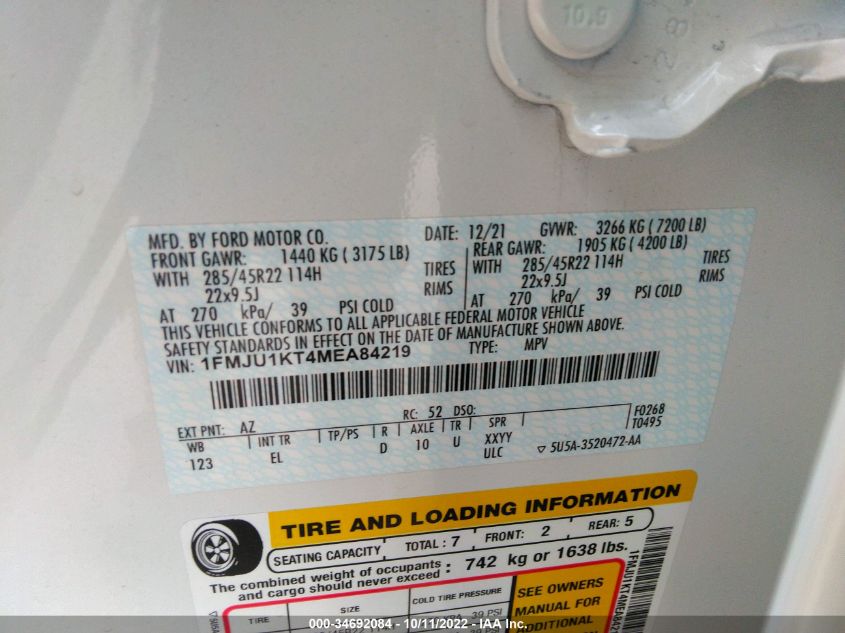 10.9
MFD. BY FORD MOTOR CO. DATE: 12/21 GVWR: 3266 KG ( 7200 LB)
FRONT GAWR: 1440 KG ( 3175 LB) REAR GAWR: 1905 KG ( 4200 LB)
WITH 285/45R22 114H TIRES WITH 285/45R22 114H TIRES
22x9.5J RIMS 22x9.5J RIMS
AT 270 kPa/ 39 PSI COLD AT 270 kPa/ 39 PSI COLD
THIS VEHICLE CONFORMS TO ALL APPLICABLE FEDERAL MOTOR VEHICLE
SAFETY STANDARDS IN EFFECT ON THE DATE OF MANUFACTURE SHOWN ABOVE.
VIN: 1FMJU1KT4MEA84219 TYPE: MPV
EXT PNT: AZ RC: 52 DSO: F0268
WB INT TR TP/PS R AXLE TR SPR T0495
123 EL D 10 U XXYY
ULC 5U5A-3520472-AA
TIRE AND LOADING INFORMATION
SEATING CAPACITY TOTAL : 7 FRONT: 2 REAR: 5
The combined weight of occupants and cargo should never exceed : 742 kg or 1638 lbs.
TIRE SIZE COLD TIRE PRESSURE
SEE OWNERS
MANUAL FOR
ADDITIONAL
39 PSI
000-34692084 - 10/11/2022 - IAA Inc.